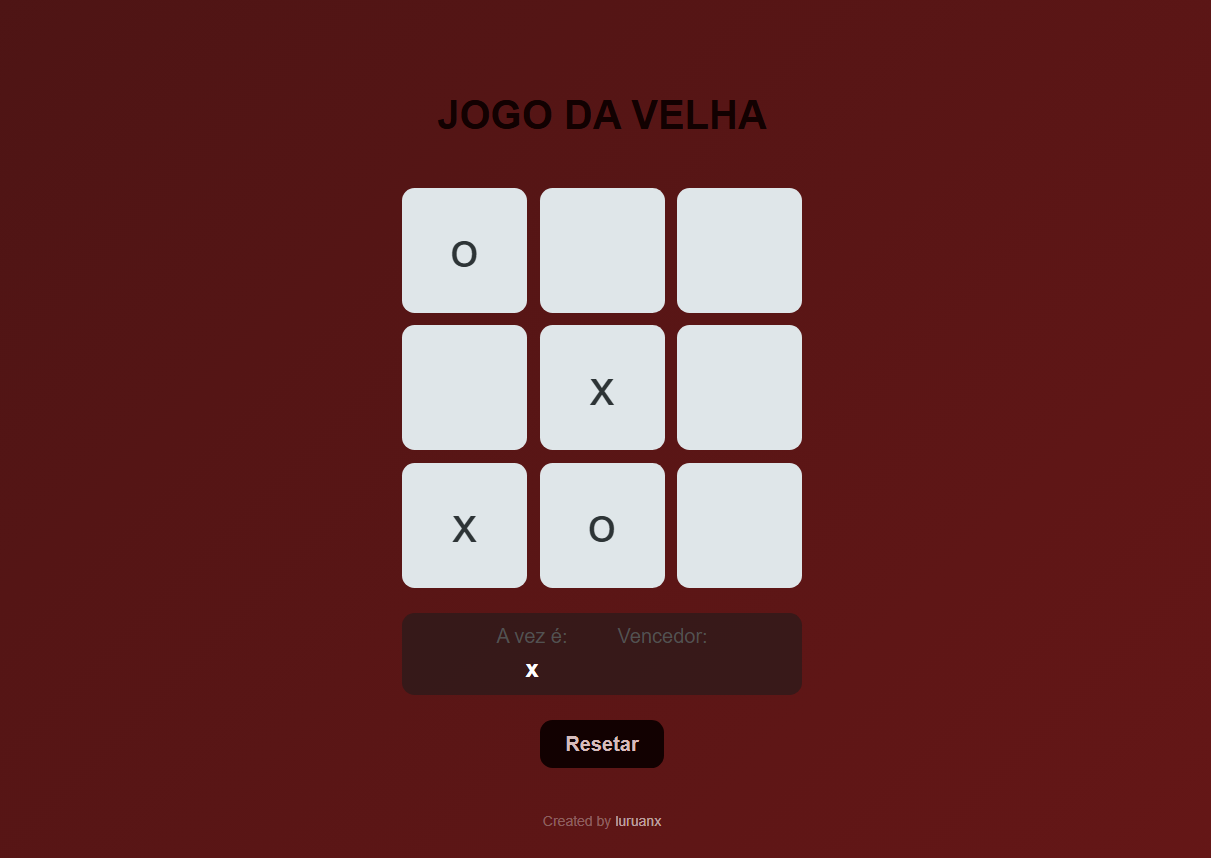 JOGO DA VELHA
o
x
x o
A vez é: Vencedor:
x
Resetar
Created by luruanx